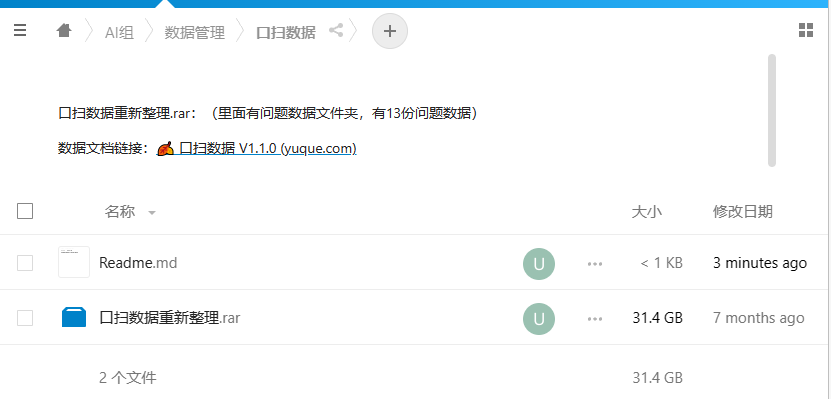 AI组 数据管理 口扫数据
口扫数据重新整理.rar：（里面有问题数据文件夹，有13份问题数据）
数据文档链接： 口扫数据 V1.1.0 (yuque.com)
名称 大小 修改日期
Readme.md U < 1 KB 3 minutes ago
口扫数据重新整理.rar U 31.4 GB 7 months ago
2 个文件 31.4 GB